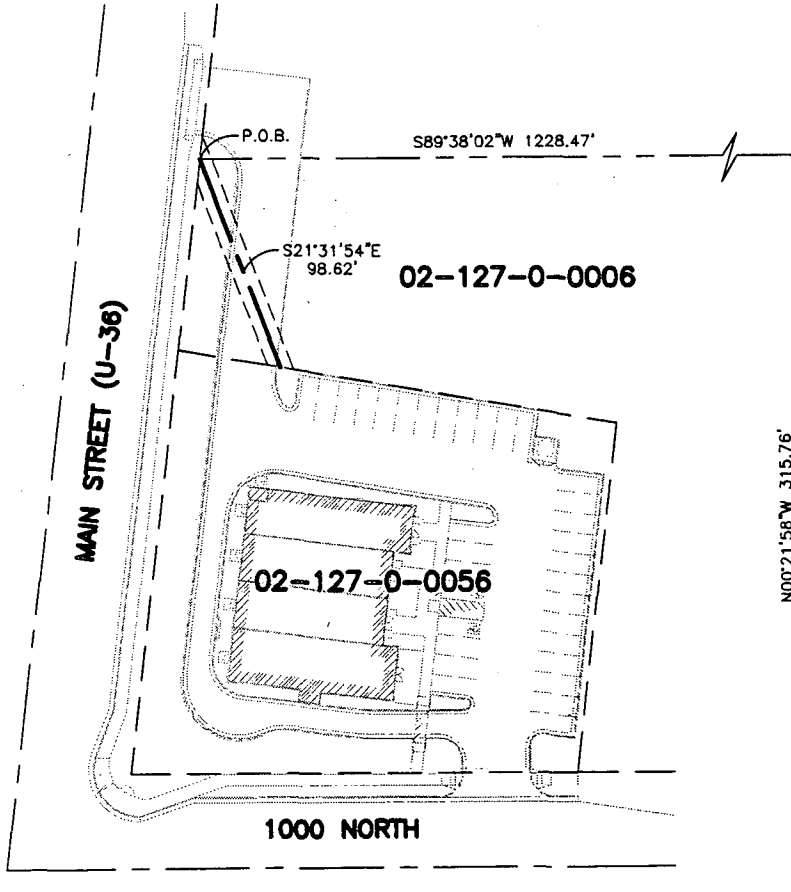 P.O.B.
S89°38'02"W 1228.47'
S21°31'54"E
98.62'
02-127-0-0006
MAIN STREET (U-36)
N00°21'58"W 315.76'
02-127-0-0056
1000 NORTH